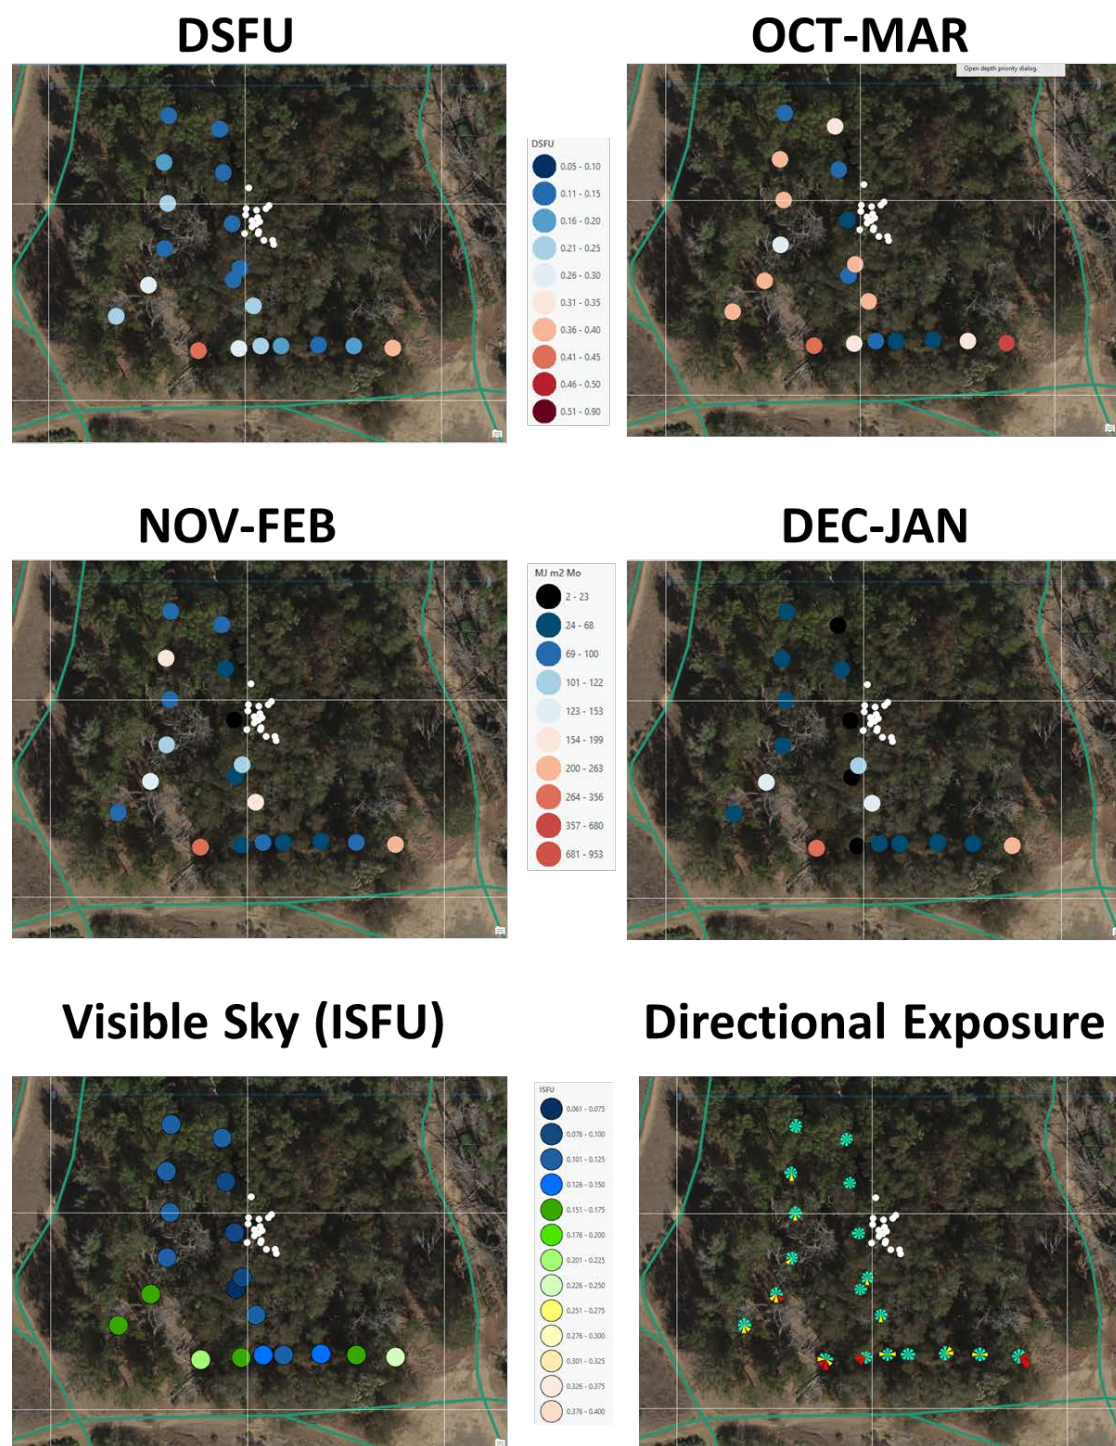 DSFU
OCT-MAR
Open depth priority dialog.
DSFU
0.05 - 0.10
0.11 - 0.15
0.16 - 0.20
0.21 - 0.25
0.26 - 0.30
0.31 - 0.35
0.36 - 0.40
0.41 - 0.45
0.46 - 0.50
0.51 - 0.90
NOV-FEB
DEC-JAN
MJ m2 Mo
2 - 23
24 - 68
69 - 100
101 - 122
123 - 153
154 - 199
200 - 263
264 - 356
357 - 680
681 - 953
Visible Sky (ISFU)
Directional Exposure
ISFU
0.061 - 0.075
0.076 - 0.100
0.101 - 0.125
0.126 - 0.150
0.151 - 0.175
0.176 - 0.200
0.201 - 0.225
0.226 - 0.250
0.251 - 0.275
0.276 - 0.300
0.301 - 0.325
0.326 - 0.375
0.376 - 0.400